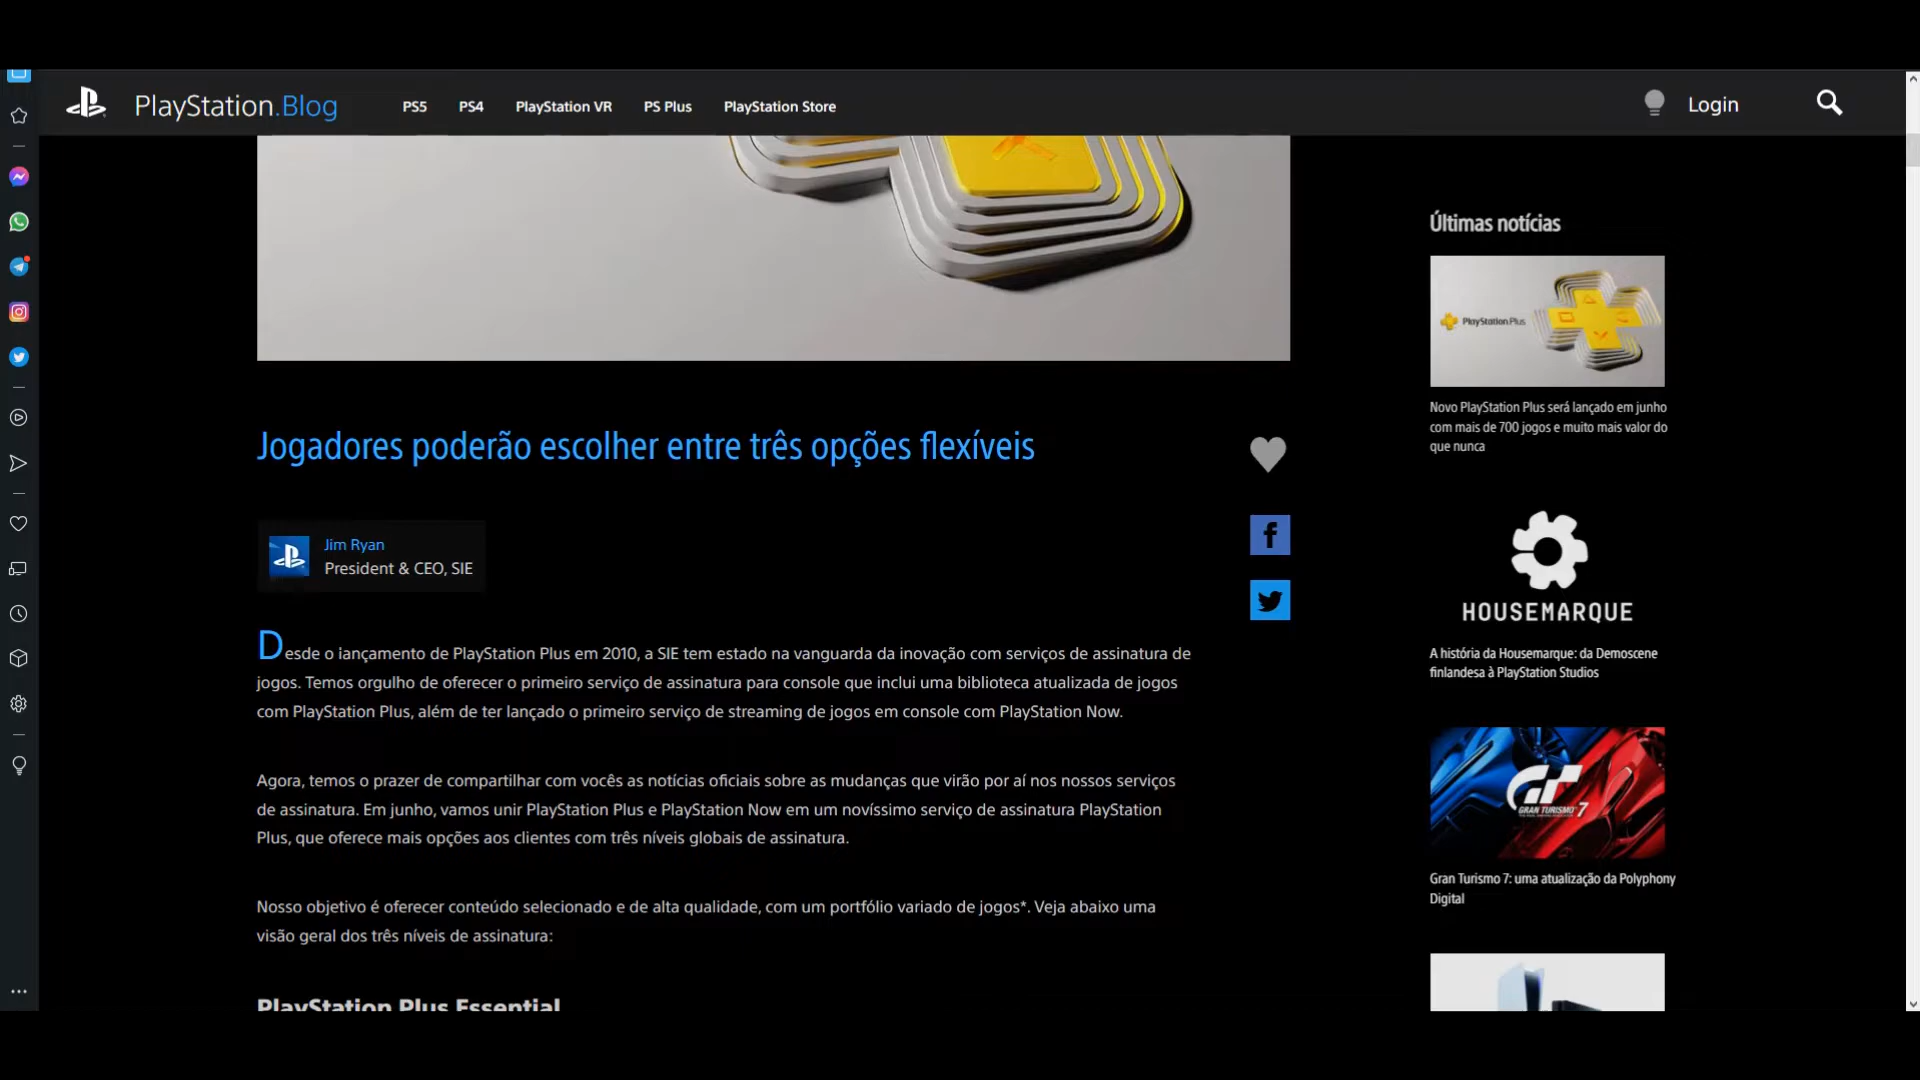 PlayStation.Blog
PS5
PS4
PlayStation VR
PS Plus
PlayStation Store
Login
Jogadores poderão escolher entre três opções flexíveis
Jim Ryan
President & CEO, SIE
Desde o lançamento de PlayStation Plus em 2010, a SIE tem estado na vanguarda da inovação com serviços de assinatura de
jogos. Temos orgulho de oferecer o primeiro serviço de assinatura para console que inclui uma biblioteca atualizada de jogos
com PlayStation Plus, além de ter lançado o primeiro serviço de streaming de jogos em console com PlayStation Now.
Agora, temos o prazer de compartilhar com vocês as notícias oficiais sobre as mudanças que virão por aí nos nossos serviços
de assinatura. Em junho, vamos unir PlayStation Plus e PlayStation Now em um novíssimo serviço de assinatura PlayStation
Plus, que oferece mais opções aos clientes com três níveis globais de assinatura.
Nosso objetivo é oferecer conteúdo selecionado e de alta qualidade, com um portfólio variado de jogos*. Veja abaixo uma
visão geral dos três níveis de assinatura:
PlayStation Plus Essential
Últimas notícias
PlayStation Plus
Novo PlayStation Plus será lançado em junho
com mais de 700 jogos e muito mais valor do
que nunca
HOUSEMARQUE
A história da Housemarque: da Demoscene
finlandesa à PlayStation Studios
GRAN TURISMO 7
Gran Turismo 7: uma atualização da Polyphony
Digital